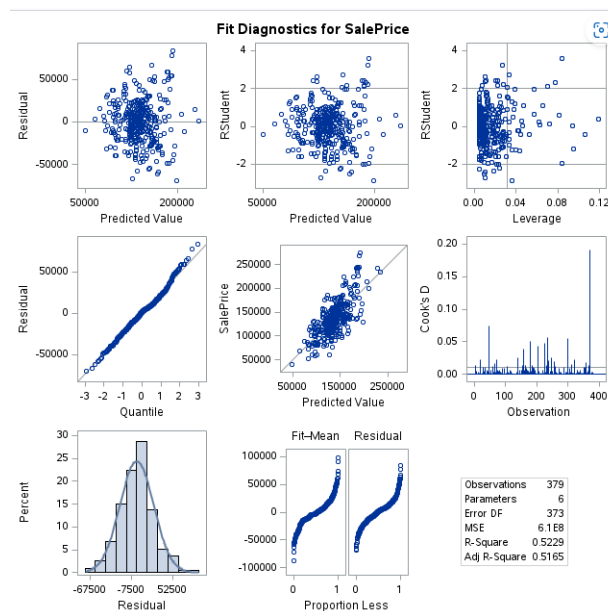 Fit Diagnostics for SalePrice
Residual
50000
0
-50000
50000 200000
Predicted Value
RStudent
4
2
0
-2
50000 200000
Predicted Value
RStudent
4
2
0
-2
0.00 0.04 0.08 0.12
Leverage
Residual
50000
0
-50000
-3 -2 -1 0 1 2 3
Quantile
SalePrice
250000
200000
150000
100000
50000
50000 150000 250000
Predicted Value
Cook's D
0.20
0.15
0.10
0.05
0.00
0 100 200 300 400
Observation
Percent
30
25
20
15
10
5
0
-67500 -7500 52500
Residual
Fit–Mean Residual
100000
50000
0
-50000
-100000
0 1 0 1
Proportion Less
Observations 379
Parameters 6
Error DF 373
MSE 6.1E8
R-Square 0.5229
Adj R-Square 0.5165